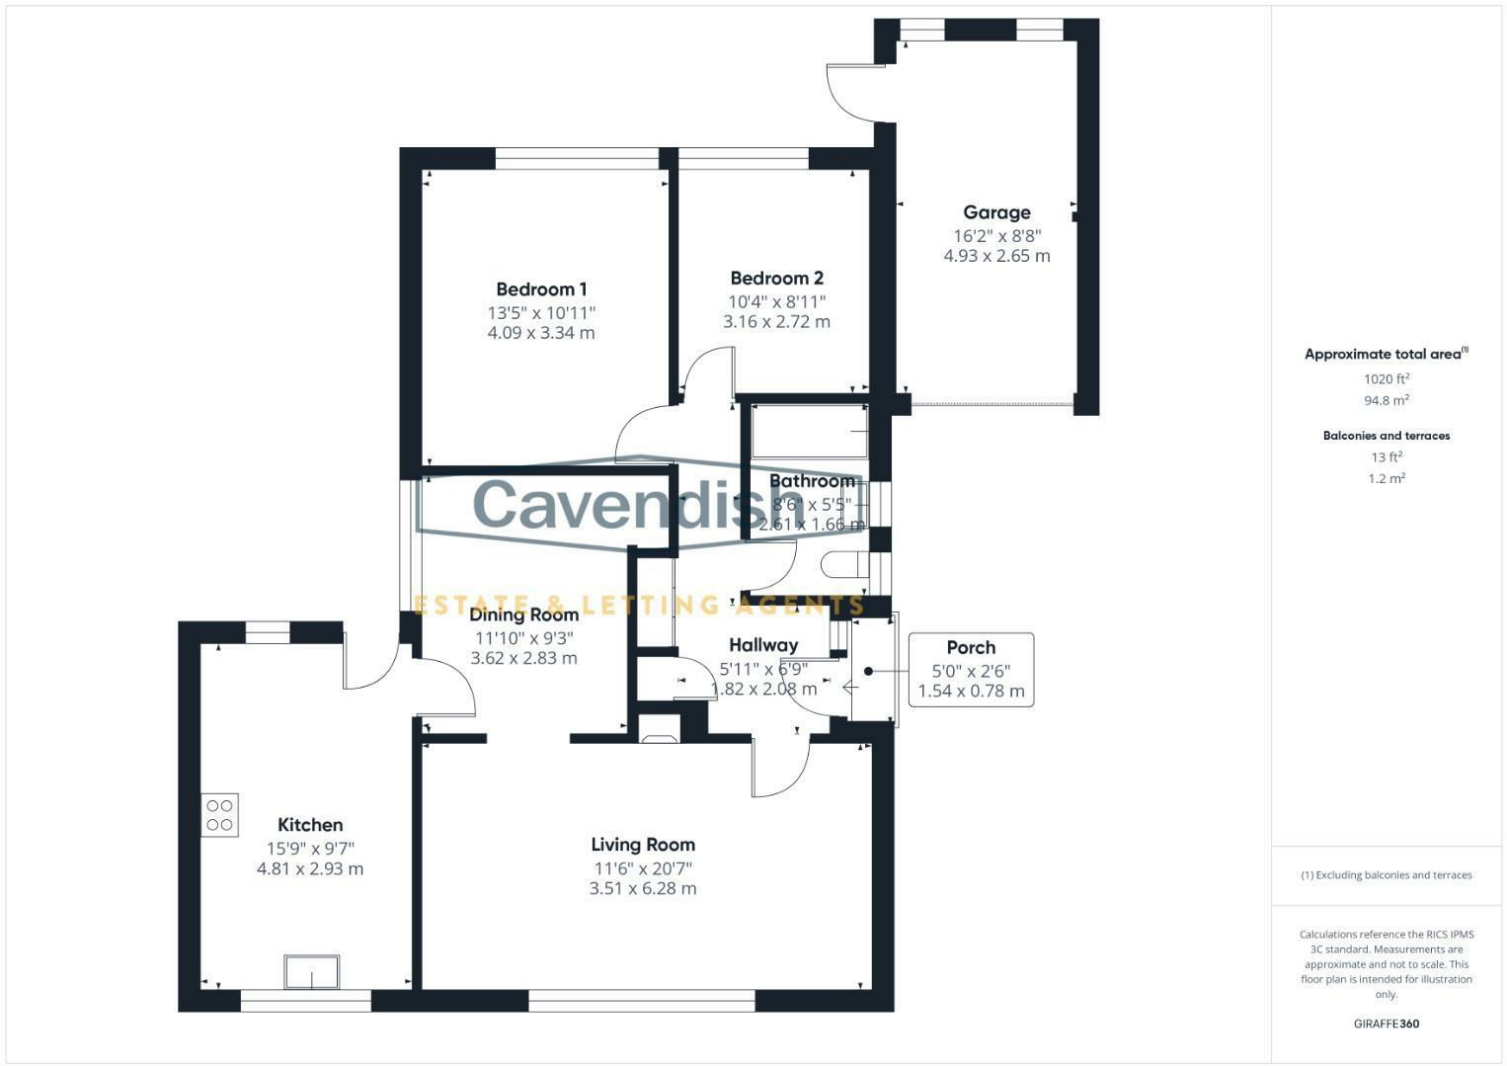 Garage
16'2" x 8'8"
4.93 x 2.65 m
Bedroom 1
13'5" x 10'11"
4.09 x 3.34 m
Bedroom 2
10'4" x 8'11"
3.16 x 2.72 m
Bathroom
8'6" x 5'5"
2.61 x 1.66 m
Cavendish
ESTATE & LETTING AGENTS
Dining Room
11'10" x 9'3"
3.62 x 2.83 m
Hallway
5'11" x 6'9"
1.82 x 2.08 m
Porch
5'0" x 2'6"
1.54 x 0.78 m
Kitchen
15'9" x 9'7"
4.81 x 2.93 m
Living Room
11'6" x 20'7"
3.51 x 6.28 m
Approximate total area(1)
1020 ft²
94.8 m²
Balconies and terraces
13 ft²
1.2 m²
(1) Excluding balconies and terraces
Calculations reference the RICS IPMS
3C standard. Measurements are
approximate and not to scale. This
floor plan is intended for illustration
only.
GIRAFFE360